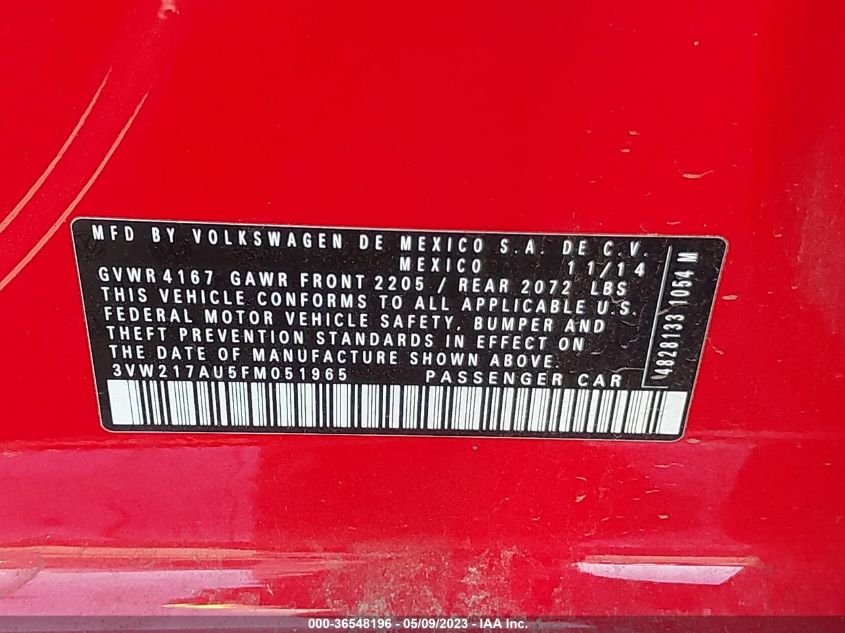 MFD BY VOLKSWAGEN DE MEXICO S.A. DE C.V.
MEXICO 11/14
GVWR4167 GAWR FRONT 2205 / REAR 2072 LBS
THIS VEHICLE CONFORMS TO ALL APPLICABLE U.S.
FEDERAL MOTOR VEHICLE SAFETY, BUMPER AND
THEFT PREVENTION STANDARDS IN EFFECT ON
THE DATE OF MANUFACTURE SHOWN ABOVE.
3VW217AU5FM051965 PASSENGER CAR
4828133 1054 M
000-36548196 - 05/09/2023 - IAA Inc.